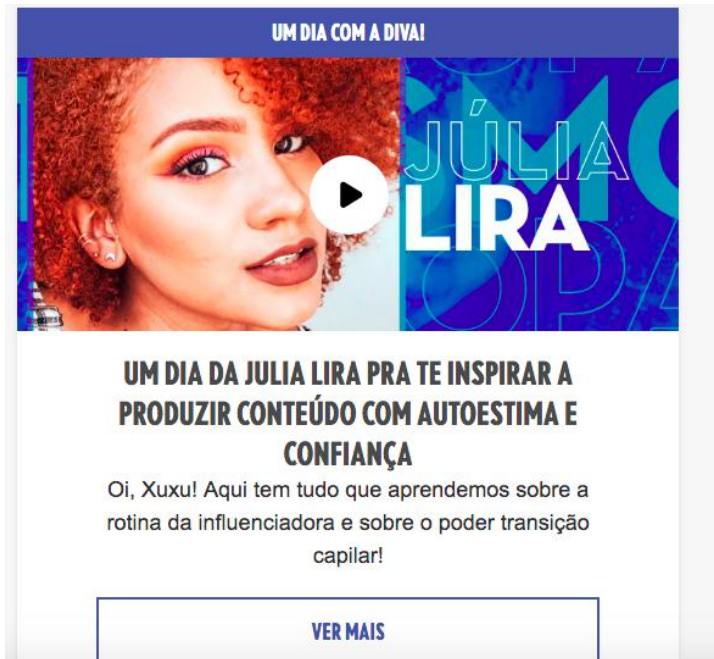 UM DIA COM A DIVA!
JÚLIA
LIRA
UM DIA DA JULIA LIRA PRA TE INSPIRAR A
PRODUZIR CONTEÚDO COM AUTOESTIMA E
CONFIANÇA
Oi, Xuxu! Aqui tem tudo que aprendemos sobre a
rotina da influenciadora e sobre o poder transição
capilar!
VER MAIS